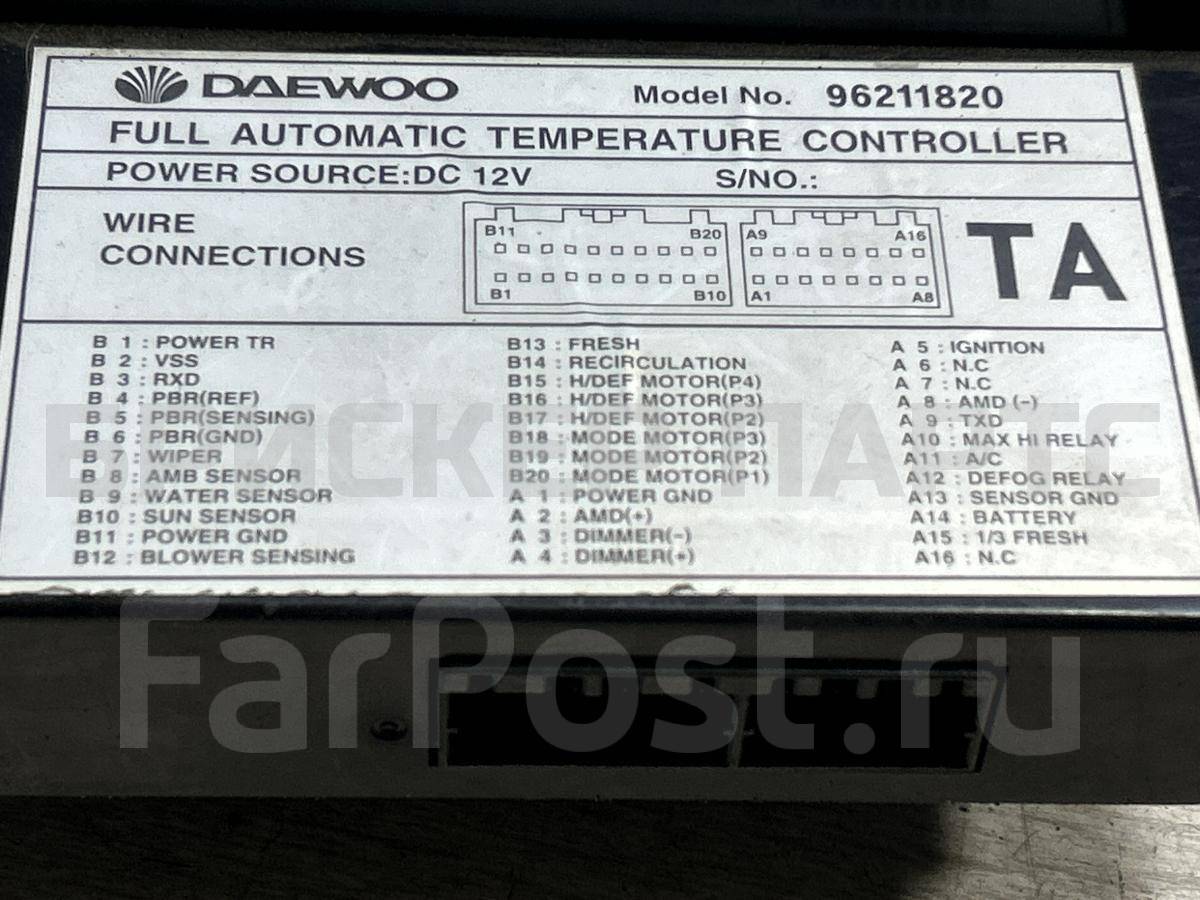 DAEWOO Model No. 96211820
FULL AUTOMATIC TEMPERATURE CONTROLLER
POWER SOURCE:DC 12V S/NO.:
WIRE
CONNECTIONS
B11 B20 A9 A16
B1 B10 A1 A8
TA
B 1 : POWER TR
B 2 : VSS
B 3 : RXD
B 4 : PBR(REF)
B 5 : PBR(SENSING)
B 6 : PBR(GND)
B 7 : WIPER
B 8 : AMB SENSOR
B 9 : WATER SENSOR
B10 : SUN SENSOR
B11 : POWER GND
B12 : BLOWER SENSING
B13 : FRESH
B14 : RECIRCULATION
B15 : H/DEF MOTOR(P4)
B16 : H/DEF MOTOR(P3)
B17 : H/DEF MOTOR(P2)
B18 : MODE MOTOR(P3)
B19 : MODE MOTOR(P2)
B20 : MODE MOTOR(P1)
A 1 : POWER GND
A 2 : AMD(+)
A 3 : DIMMER(-)
A 4 : DIMMER(+)
A 5 : IGNITION
A 6 : N.C
A 7 : N.C
A 8 : AMD (-)
A 9 : TXD
A10 : MAX HI RELAY
A11 : A/C
A12 : DEFOG RELAY
A13 : SENSOR GND
A14 : BATTERY
A15 : 1/3 FRESH
A16 : N.C
FarPost.ru